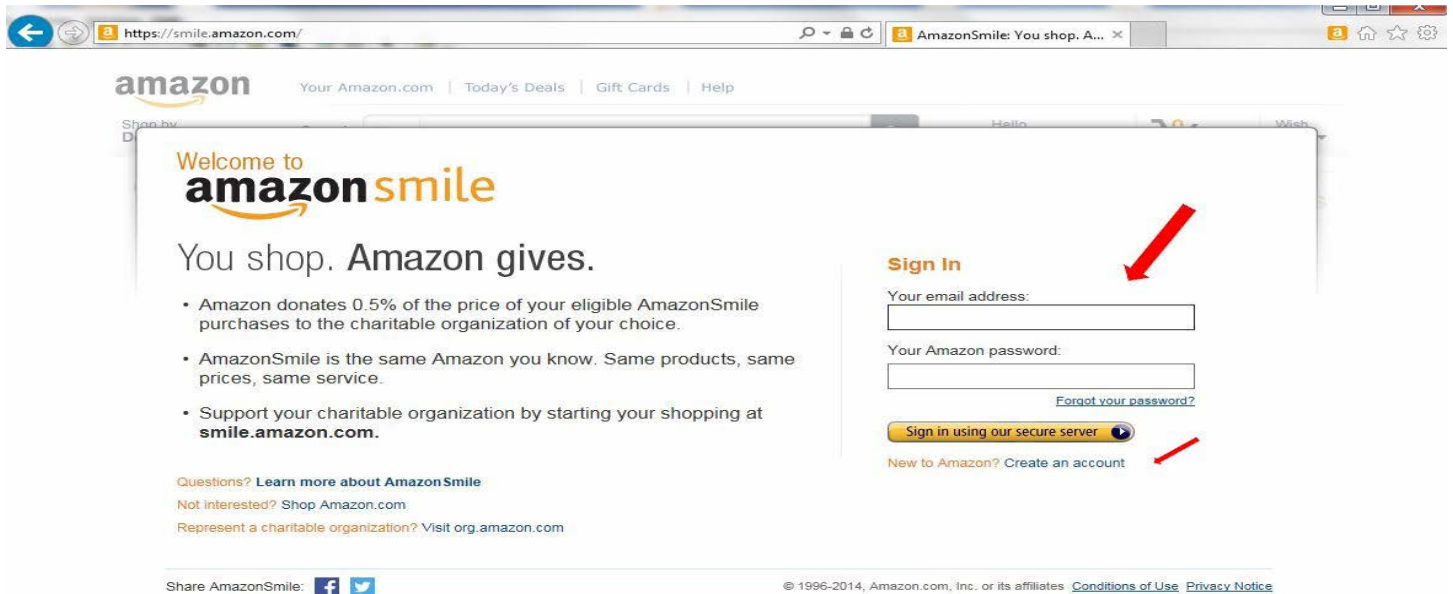 https://smile.amazon.com/
AmazonSmile: You shop. A...
amazon
Your Amazon.com | Today's Deals | Gift Cards | Help
Shop by
Hello
Wish
Welcome to
amazonsmile
You shop. Amazon gives.
• Amazon donates 0.5% of the price of your eligible AmazonSmile
purchases to the charitable organization of your choice.
• AmazonSmile is the same Amazon you know. Same products, same
prices, same service.
• Support your charitable organization by starting your shopping at
smile.amazon.com.
Questions? Learn more about AmazonSmile
Not interested? Shop Amazon.com
Represent a charitable organization? Visit org.amazon.com
Sign In
Your email address:
Your Amazon password:
Forgot your password?
Sign in using our secure server
New to Amazon? Create an account
Share AmazonSmile:
© 1996-2014, Amazon.com, Inc. or its affiliates Conditions of Use Privacy Notice